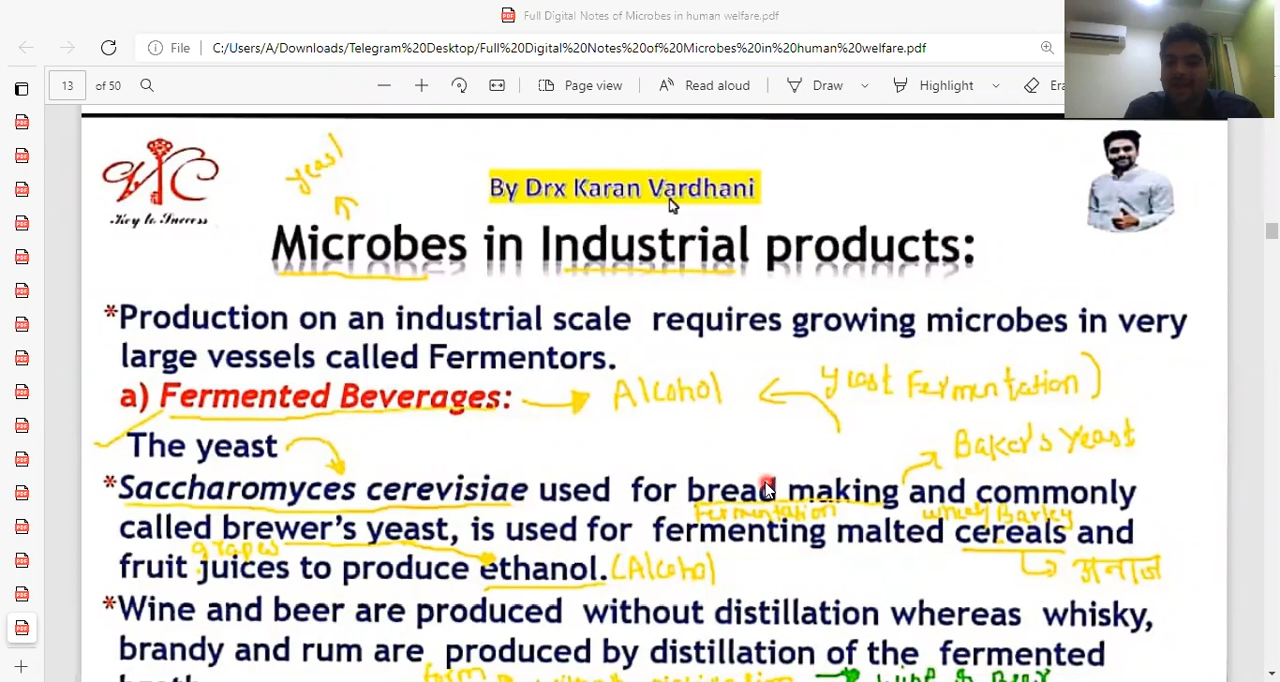 Full Digital Notes of Microbes in human welfare.pdf
File C:/Users/A/Downloads/Telegram%20Desktop/Full%20Digital%20Notes%20of%20Microbes%20in%20human%20welfare.pdf
13 of 50 Page view Read aloud Draw Highlight Era
VTC
Key to Success
yeast
By Drx Karan Vardhani
Microbes in Industrial products:
*Production on an industrial scale requires growing microbes in very
large vessels called Fermentors.
a) Fermented Beverages: Alcohol yeast Fermentation)
The yeast
Baker's Yeast
*Saccharomyces cerevisiae used for bread making and commonly
Fermentation wheat Barley
called brewer's yeast, is used for fermenting malted cereals and
grapes
fruit juices to produce ethanol. (Alcohol) अनाज
*Wine and beer are produced without distillation whereas whisky,
brandy and rum are produced by distillation of the fermented